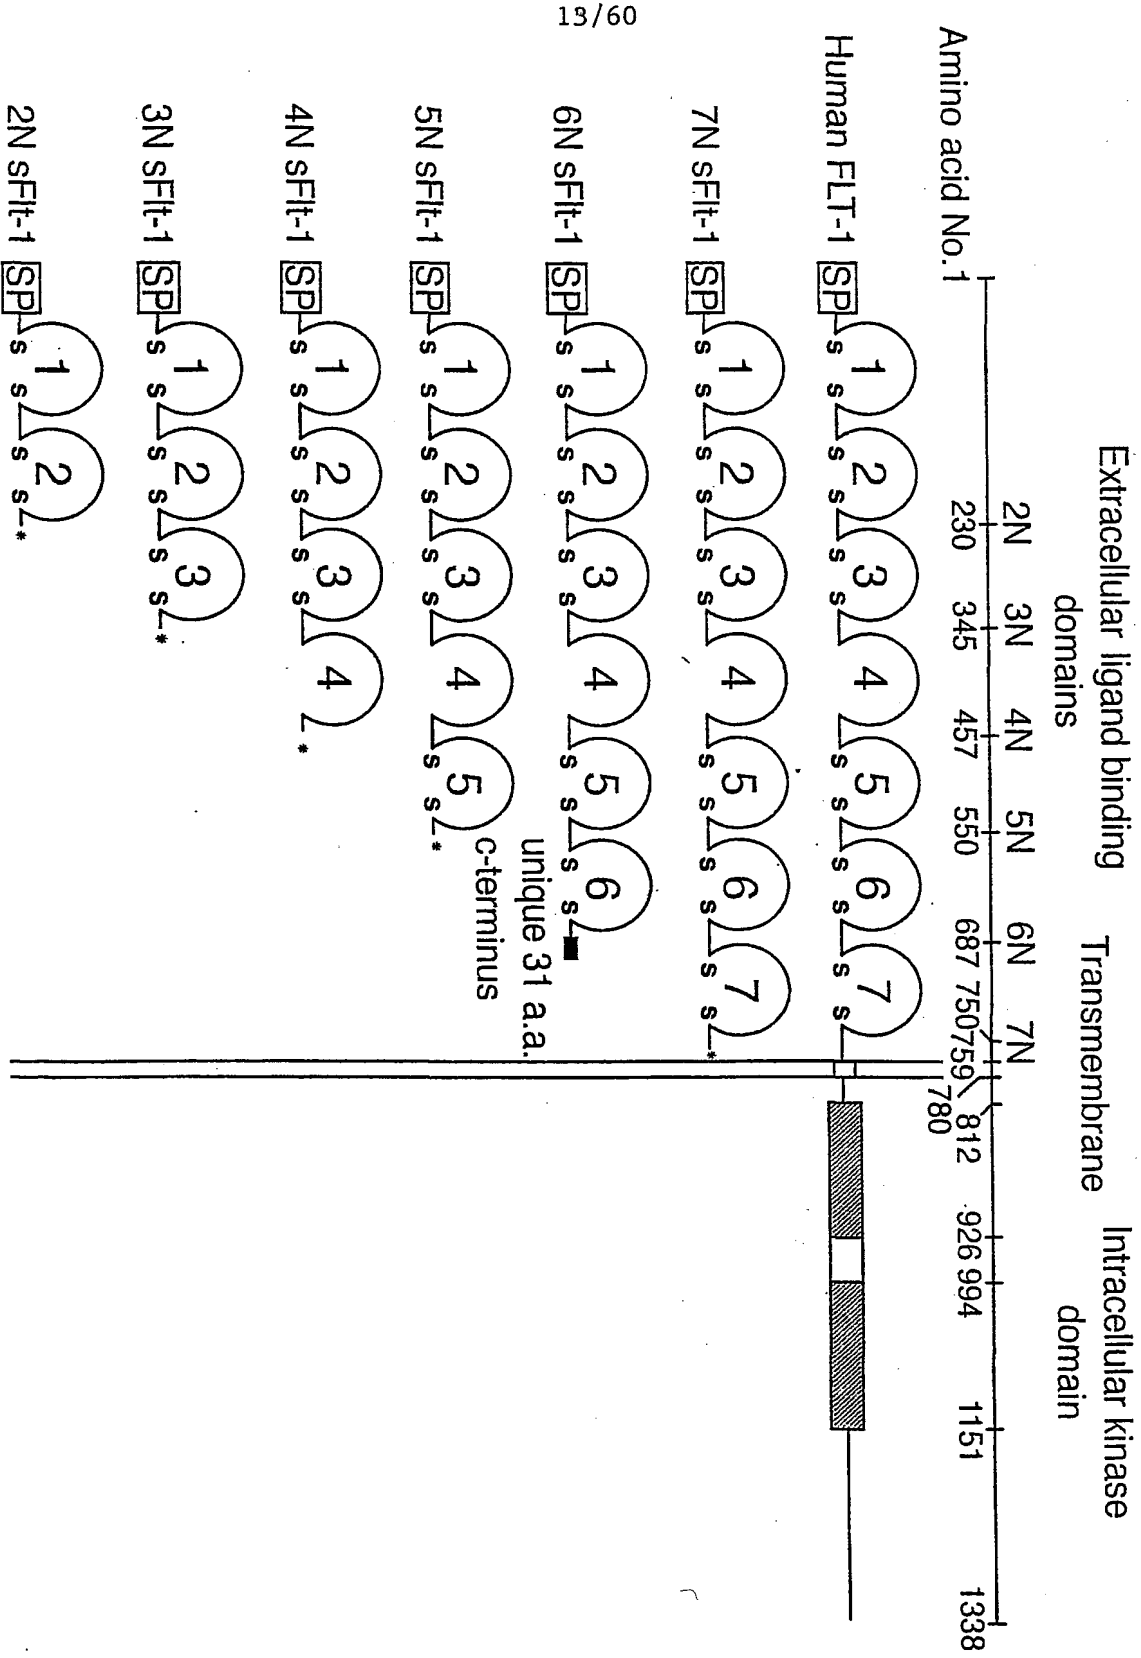 13/60
Extracellular ligand binding
domains
Transmembrane
Intracellular kinase
domain
2N 3N 4N 5N 6N 7N
Amino acid No.1 230 345 457 550 687 750 759 780 812 926 994 1151 1338
Human FLT-1 SP 1 2 3 4 5 6 7
s s s s s s s s s s s s
7N sFlt-1 SP 1 2 3 4 5 6 7
s s s s s s s s s s s s *
6N sFlt-1 SP 1 2 3 4 5 6
s s s s s s s s s s
unique 31 a.a.
c-terminus
5N sFlt-1 SP 1 2 3 4 5
s s s s s s s s *
4N sFlt-1 SP 1 2 3 4
s s s s s s *
3N sFlt-1 SP 1 2 3
s s s s s s *
2N sFlt-1 SP 1 2
s s s s *